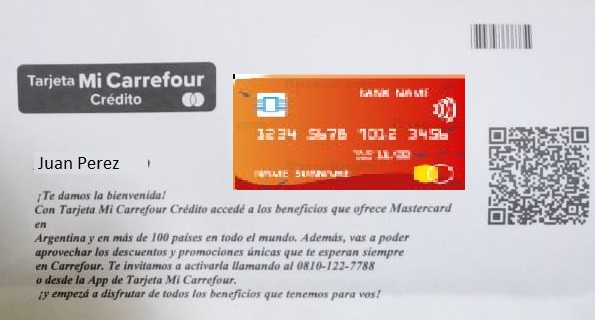 Tarjeta Mi Carrefour
Crédito
BANK NAME
1234 5678 9012 3456
11/00
NAME SURNAME
Juan Perez
¡Te damos la bienvenida!
Con Tarjeta Mi Carrefour Crédito accedé a los beneficios que ofrece Mastercard
en
Argentina y en más de 100 países en todo el mundo. Además, vas a poder
aprovechar los descuentos y promociones únicas que te esperan siempre
en Carrefour. Te invitamos a activarla llamando al 0810-122-7788
o desde la App de Tarjeta Mi Carrefour.
¡y empezá a disfrutar de todos los beneficios que tenemos para vos!